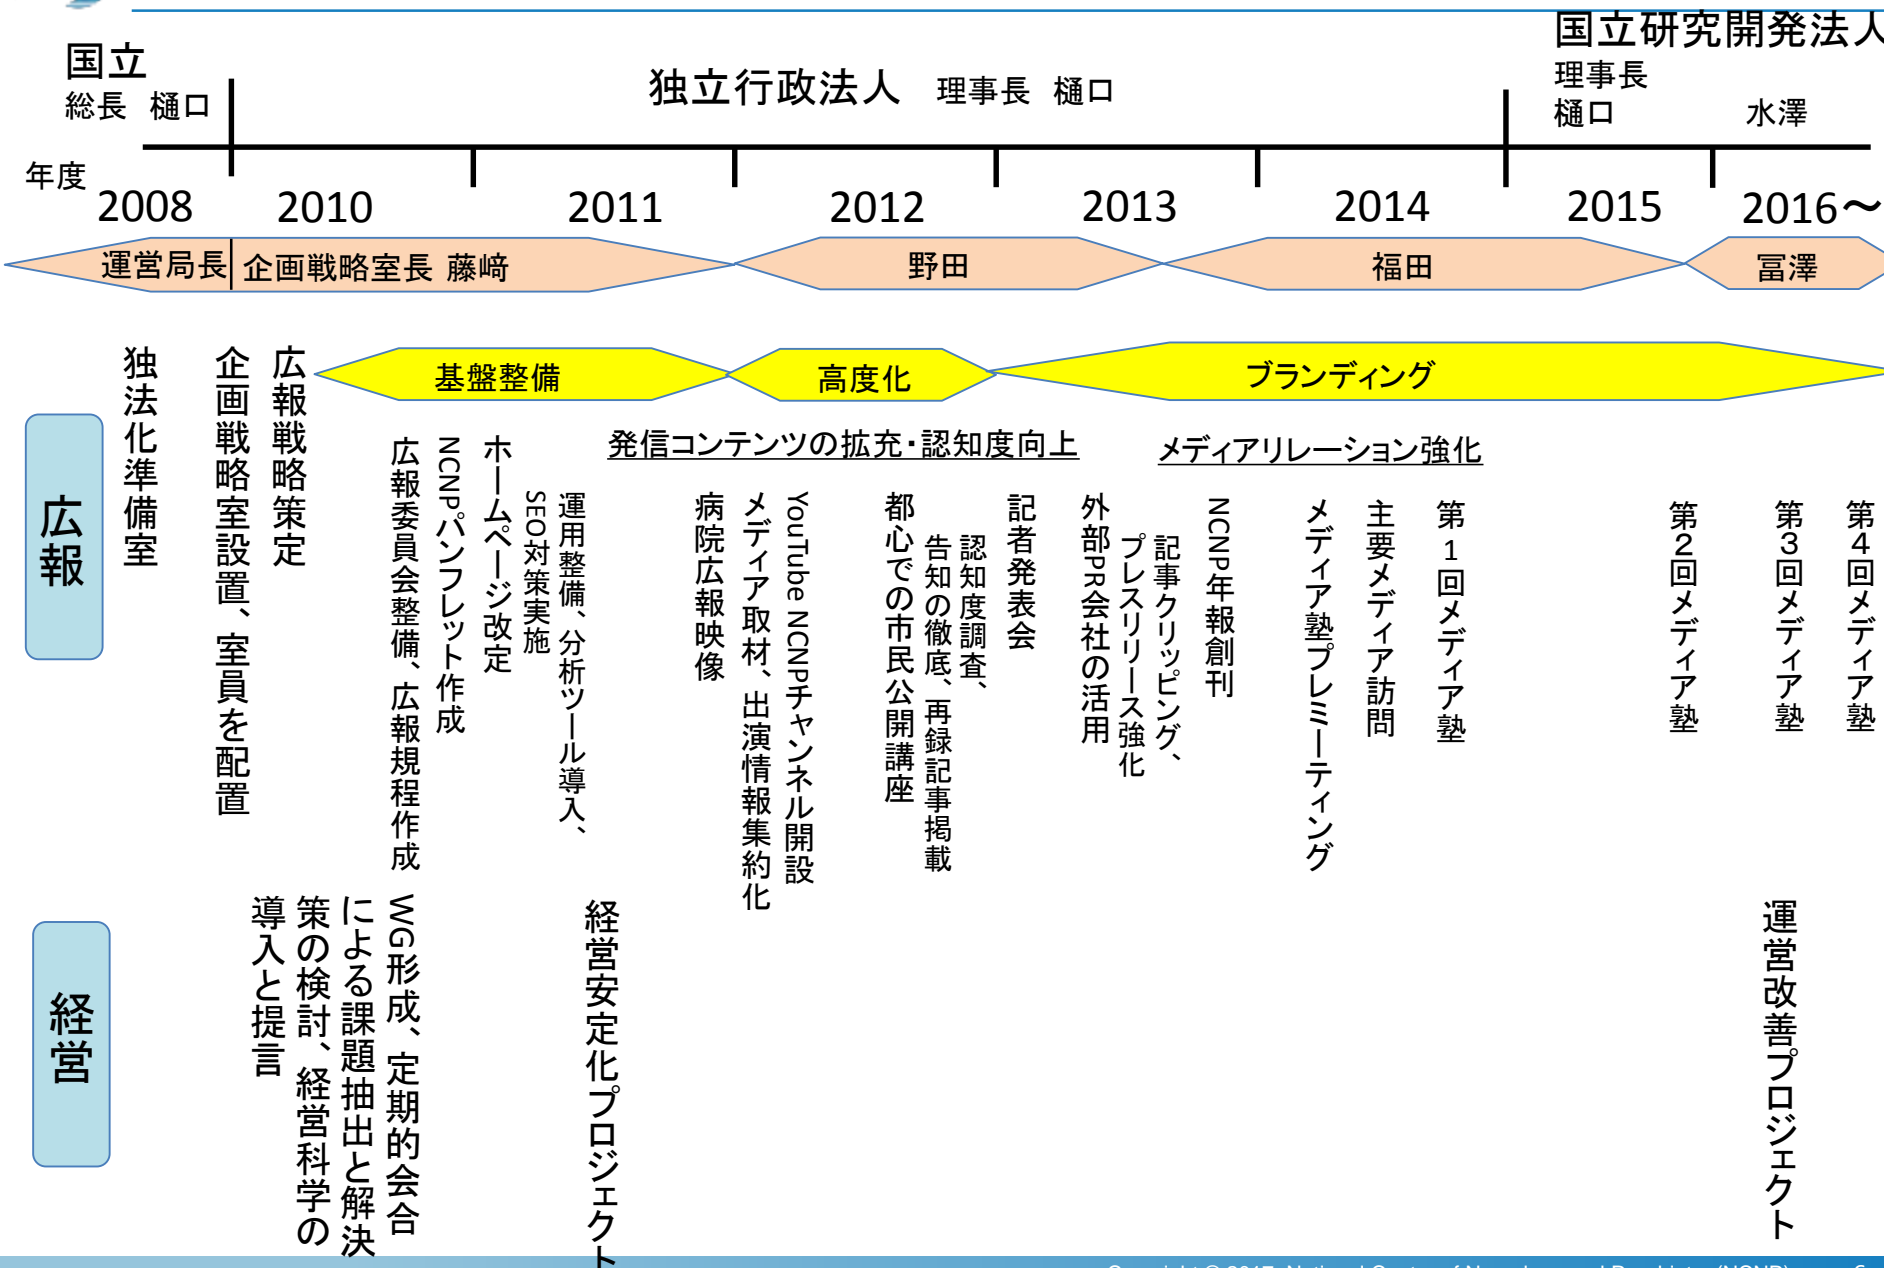 国立研究開発法人
国立
総長 樋口
独立行政法人 理事長 樋口
理事長
樋口 水澤
年度
2008 2010 2011 2012 2013 2014 2015 2016～
運営局長 企画戦略室長 藤﨑 野田 福田 冨澤
基盤整備 高度化 ブランディング
広報
独法化準備室
企画戦略室設置、室員を配置
広報戦略策定
広報委員会整備、広報規程作成
NCNPパンフレット作成
ホームページ改定
SEO対策実施
運用整備、分析ツール導入、
発信コンテンツの拡充・認知度向上
病院広報映像
メディア取材、出演情報集約化
YouTube NCNPチャンネル開設
都心での市民公開講座
告知の徹底、再録記事掲載
認知度調査、
記者発表会
メディアリレーション強化
外部PR会社の活用
プレスリリース強化
記事クリッピング、
NCNP年報創刊
メディア塾プレミーティング
主要メディア訪問
第1回メディア塾
第２回メディア塾
第３回メディア塾
第４回メディア塾
経営
WG形成、定期的会合
による課題抽出と解決
策の検討、経営科学の
導入と提言
経営安定化プロジェクト
運営改善プロジェクト